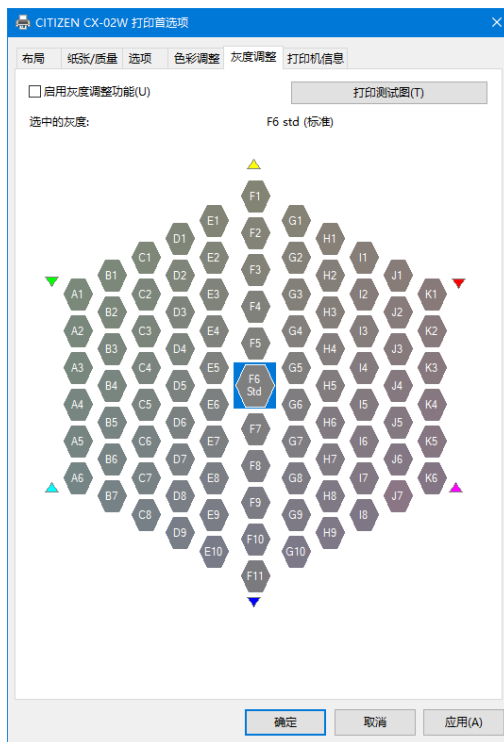 CITIZEN CX-02W 打印首选项
布局 纸张/质量 选项 色彩调整 灰度调整 打印机信息
启用灰度调整功能(U) 打印测试图(T)
选中的灰度: F6 std (标准)
F1
E1 G1
F2
D1 H1
C1 E2 G2 I1
F3
B1 D2 H2 J1
A1 C2 E3 G3 I2 K1
F4
B2 D3 H3 J2
A2 C3 E4 G4 I3 K2
F5
B3 D4 H4 J3
A3 C4 E5 G5 I4 K3
F6
Std
B4 D5 H5 J4
A4 C5 E6 G6 I5 K4
F7
B5 D6 H6 J5
A5 C6 E7 G7 I6 K5
F8
B6 D7 H7 J6
A6 C7 E8 G8 I7 K6
B7 D8 H8 J7
F9
C8 E9 G9 I8
D9 H9
F10
E10 G10
F11
确定 取消 应用(A)